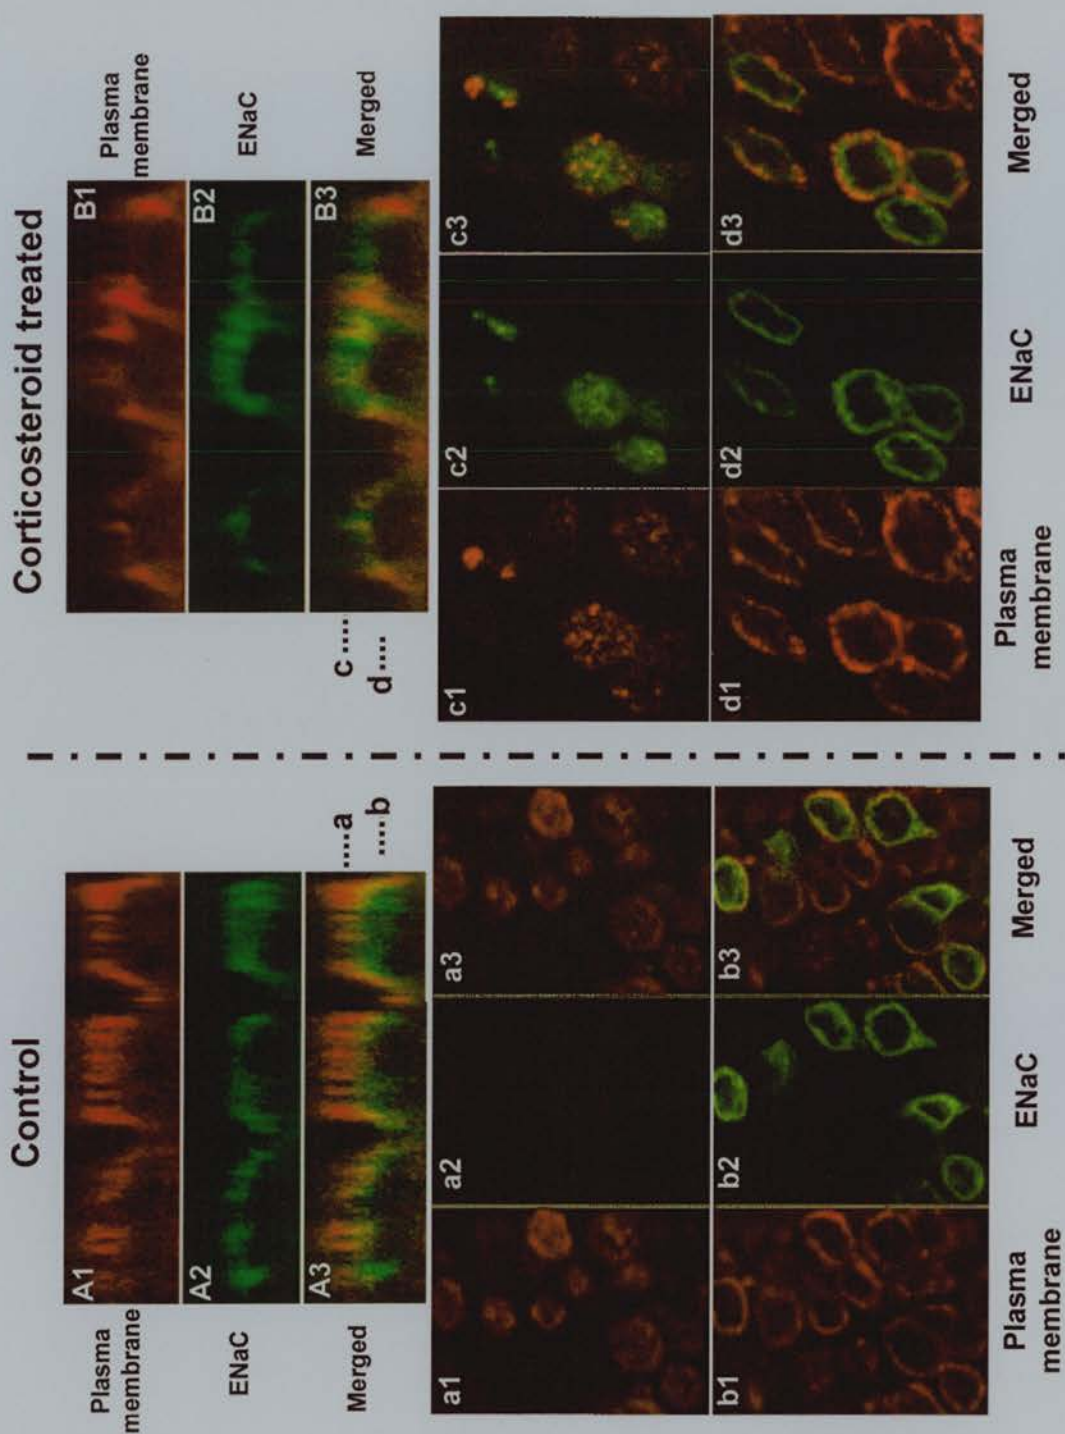 Control
Plasma
membrane
A1
ENaC
A2
Merged
A3
....a
....b
a1
a2
a3
b1
b2
b3
Plasma
membrane
ENaC
Merged
Corticosteroid treated
B1
Plasma
membrane
B2
ENaC
B3
Merged
c.....
d....
c1
c2
c3
d1
d2
d3
Plasma
membrane
ENaC
Merged